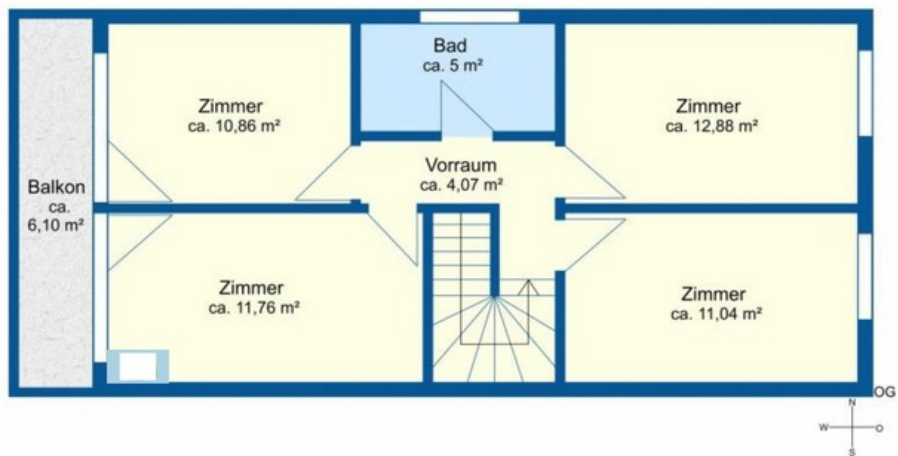 Bad
ca. 5 m²
Zimmer
ca. 10,86 m²
Zimmer
ca. 12,88 m²
Vorraum
ca. 4,07 m²
Balkon
ca.
6,10 m²
Zimmer
ca. 11,76 m²
Zimmer
ca. 11,04 m²
OG
N
W
O
S